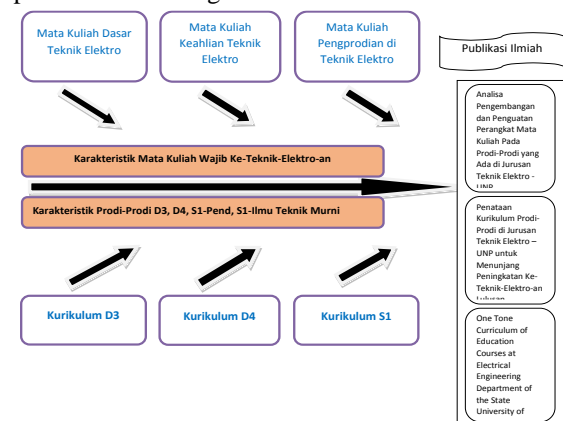 Mata Kuliah Dasar
Teknik Elektro
Mata Kuliah
Keahlian Teknik
Elektro
Mata Kuliah
Pengprodian di
Teknik Elektro
Publikasi Ilmiah
Karakteristik Mata Kuliah Wajib Ke-Teknik-Elektro-an
Karakteristik Prodi-Prodi D3, D4, S1-Pend, S1-Ilmu Teknik Murni
Kurikulum D3
Kurikulum D4
Kurikulum S1
Analisa
Pengembangan
dan Penguatan
Perangkat Mata
Kuliah Pada
Prodi-Prodi yang
Ada di Jurusan
Teknik Elektro -
UNP
Penataan
Kurikulum Prodi-
Prodi di Jurusan
Teknik Elektro –
UNP untuk
Menunjang
Peningkatan Ke-
Teknik-Elektro-an
Lulusan
One Tone
Curriculum of
Education
Courses at
Electrical
Engineering
Department of
the State
University of